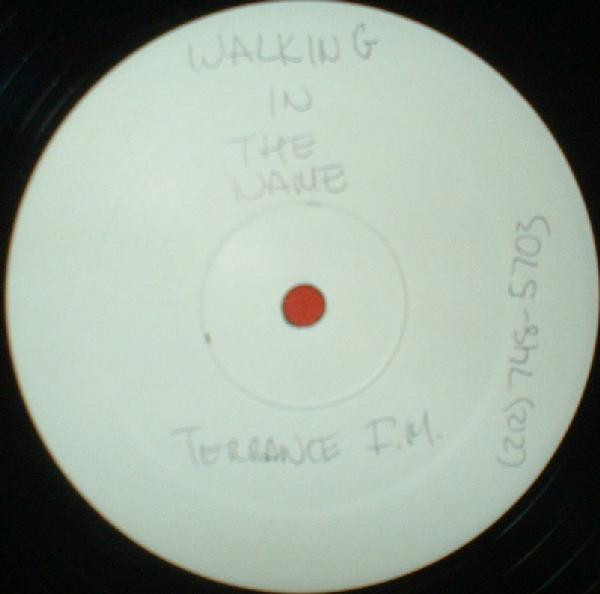 WALKING
IN
THE
NAME
TERRANCE F.M.
(212) 748-5703